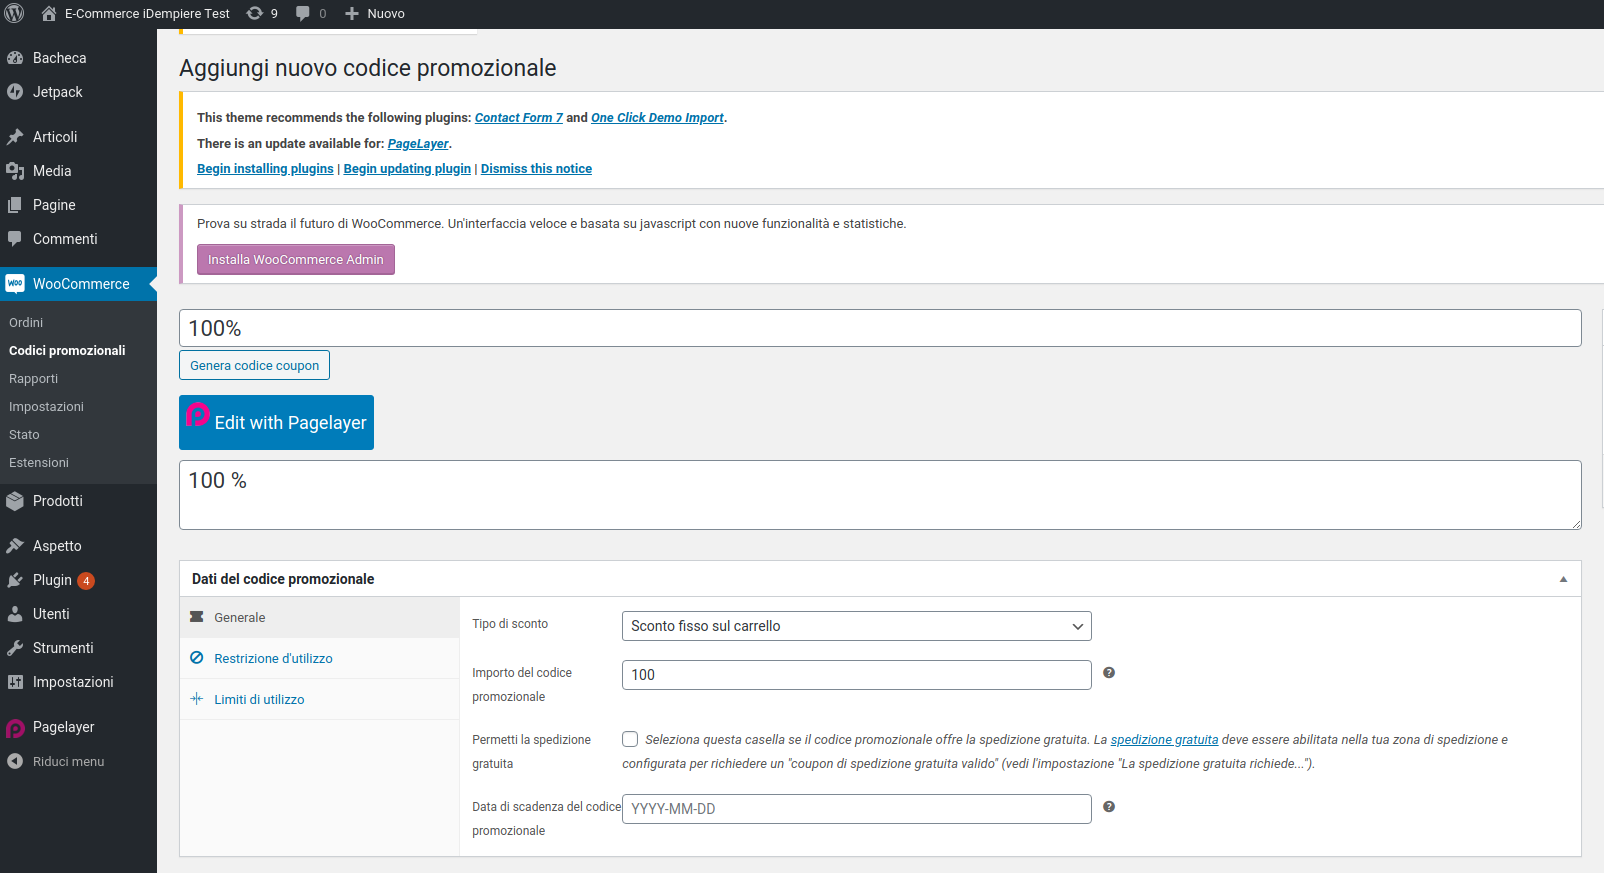 E-Commerce iDempiere Test
9
0
Nuovo
Bacheca
Jetpack
Articoli
Media
Pagine
Commenti
WOO
WooCommerce
Ordini
Codici promozionali
Rapporti
Impostazioni
Stato
Estensioni
Prodotti
Aspetto
Plugin 4
Utenti
Strumenti
Impostazioni
Pagelayer
Riduci menu
Aggiungi nuovo codice promozionale
This theme recommends the following plugins: Contact Form 7 and One Click Demo Import.
There is an update available for: PageLayer.
Begin installing plugins | Begin updating plugin | Dismiss this notice
Prova su strada il futuro di WooCommerce. Un'interfaccia veloce e basata su javascript con nuove funzionalità e statistiche.
Installa WooCommerce Admin
100%
Genera codice coupon
Edit with Pagelayer
100 %
Dati del codice promozionale
Generale
Restrizione d'utilizzo
Limiti di utilizzo
Tipo di sconto
Sconto fisso sul carrello
Importo del codice
promozionale
100
Permetti la spedizione
gratuita
Seleziona questa casella se il codice promozionale offre la spedizione gratuita. La spedizione gratuita deve essere abilitata nella tua zona di spedizione e
configurata per richiedere un "coupon di spedizione gratuita valido" (vedi l'impostazione "La spedizione gratuita richiede...").
Data di scadenza del codice
promozionale
YYYY-MM-DD